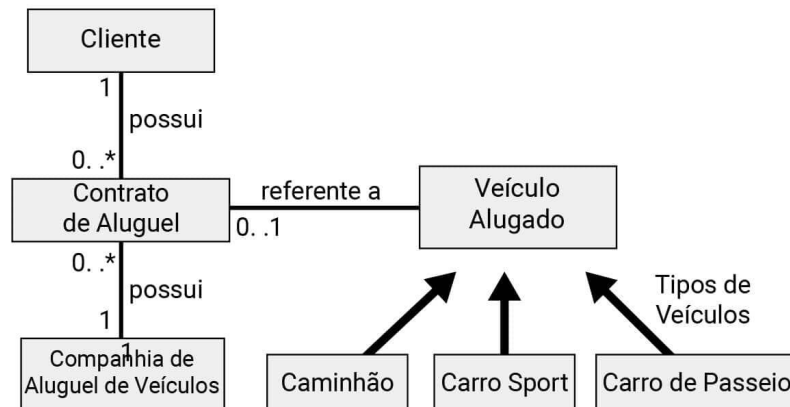 Cliente
1
possui
0. .*
Contrato
de Aluguel
referente a
0. .1
Veículo
Alugado
0. .*
possui
1
1
Companhia de
Aluguel de Veículos
Tipos de
Veículos
Caminhão
Carro Sport
Carro de Passeio